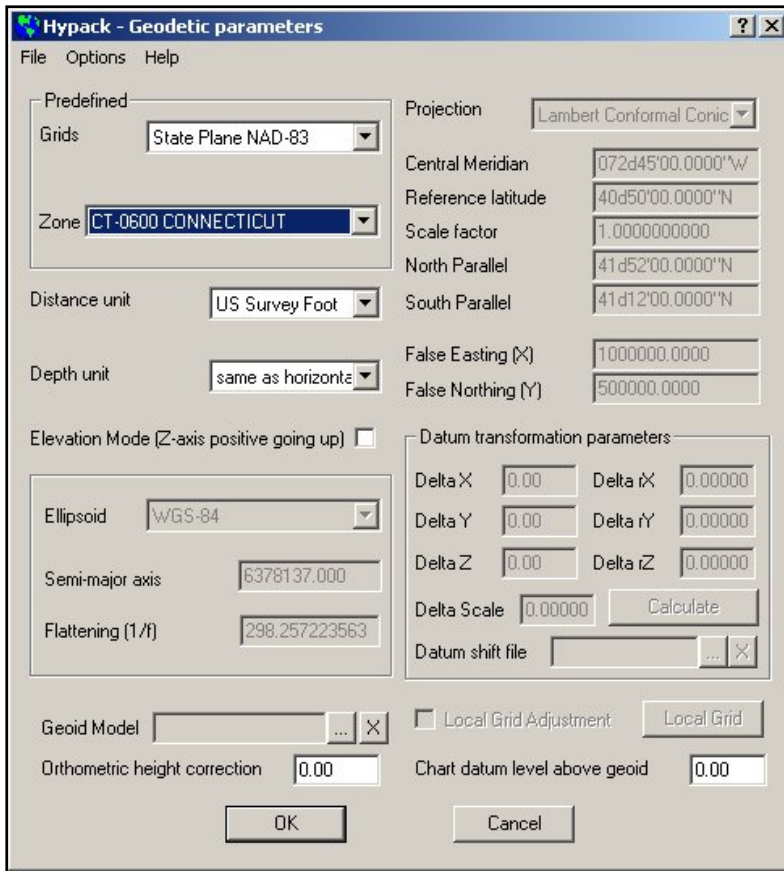 Hypack - Geodetic parameters
File Options Help
Predefined
Grids State Plane NAD-83
Zone CT-0600 CONNECTICUT
Distance unit US Survey Foot
Depth unit same as horizonta
Elevation Mode (Z-axis positive going up)
Ellipsoid WGS-84
Semi-major axis 6378137.000
Flattening (1/f) 298.257223563
Projection Lambert Conformal Conic
Central Meridian 072d45'00.0000"W
Reference latitude 40d50'00.0000"N
Scale factor 1.0000000000
North Parallel 41d52'00.0000"N
South Parallel 41d12'00.0000"N
False Easting (X) 1000000.0000
False Northing (Y) 500000.0000
Datum transformation parameters
Delta X 0.00 Delta rX 0.00000
Delta Y 0.00 Delta rY 0.00000
Delta Z 0.00 Delta rZ 0.00000
Delta Scale 0.00000 Calculate
Datum shift file ... X
Geoid Model ... X
Local Grid Adjustment Local Grid
Orthometric height correction 0.00
Chart datum level above geoid 0.00
OK Cancel